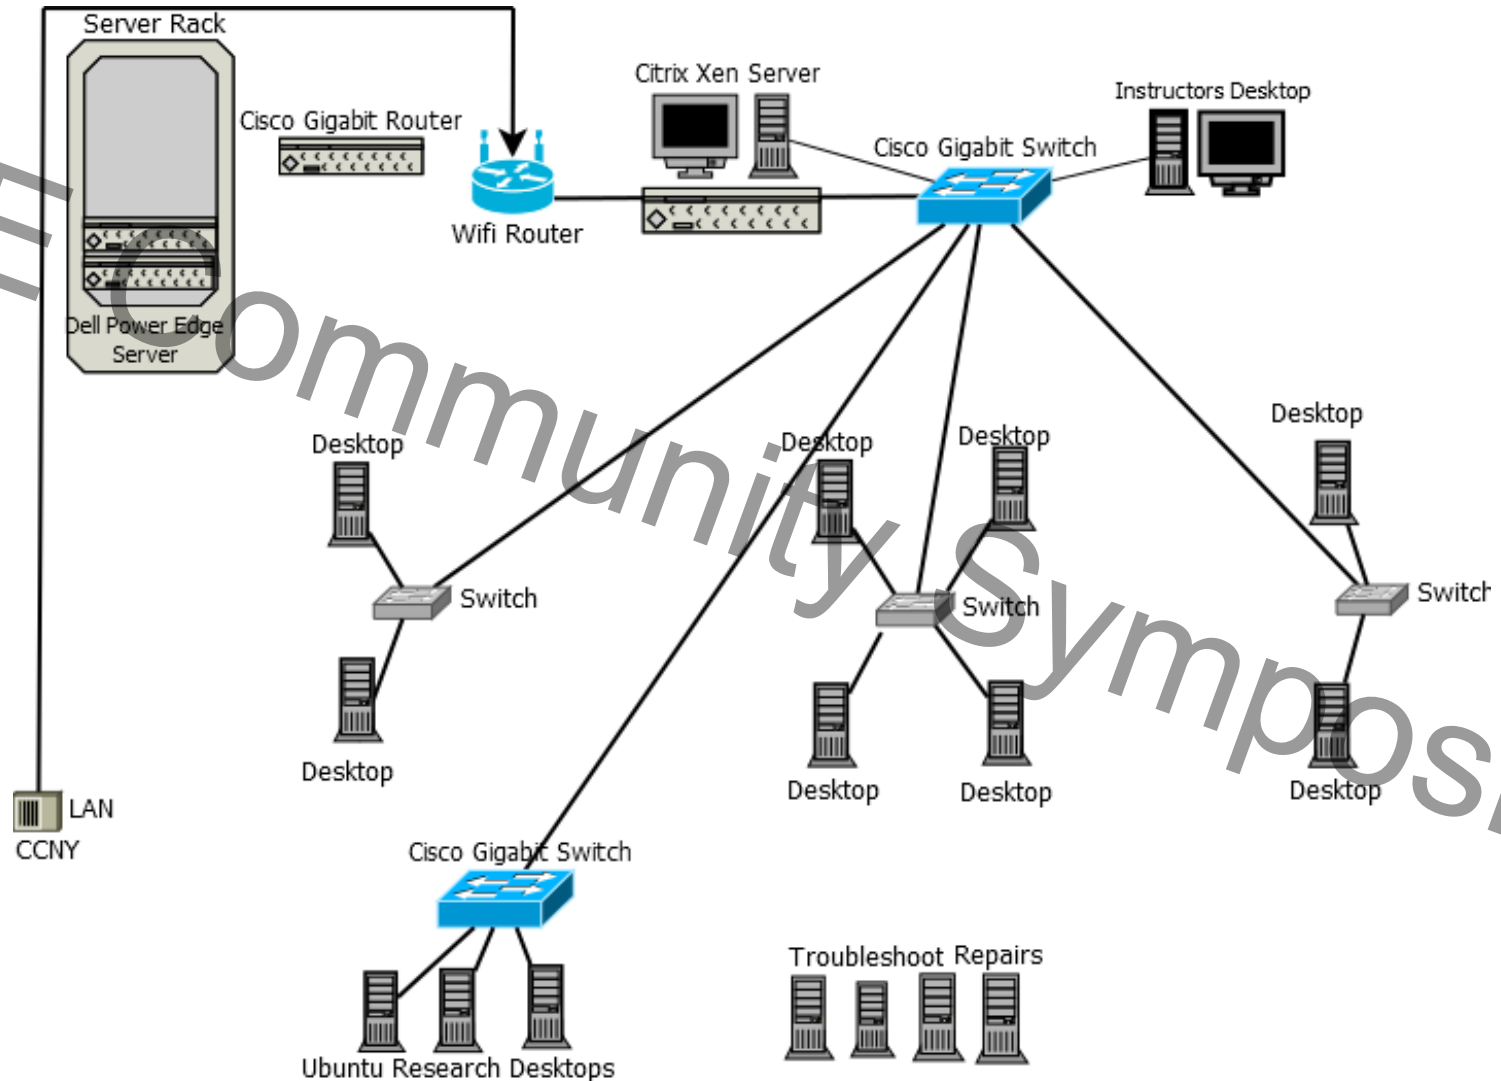 Server Rack
Cisco Gigabit Router
Citrix Xen Server
Instructors Desktop
Cisco Gigabit Switch
Wifi Router
Dell Power Edge
Server
Desktop
Desktop
Desktop
Desktop
Switch
Switch
Switch
Desktop
Desktop
Desktop
Desktop
LAN
CCNY
Cisco Gigabit Switch
Troubleshoot Repairs
Ubuntu Research Desktops
E Community Symposi